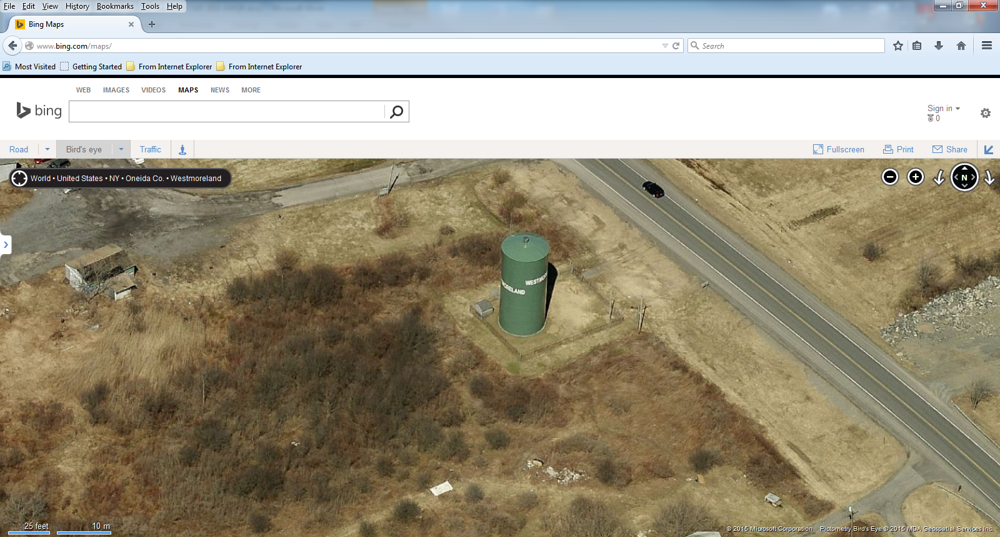 File Edit View History Bookmarks Tools Help
Bing Maps
www.bing.com/maps/
Search
Most Visited Getting Started From Internet Explorer From Internet Explorer
WEB IMAGES VIDEOS MAPS NEWS MORE
bing
Sign in
0
Road Bird's eye Traffic
Fullscreen Print Share
World • United States • NY • Oneida Co. • Westmoreland
N
WESTMO
MORELAND
25 feet 10 m
© 2015 Microsoft Corporation Pictometry Bird's Eye © 2015 MDA Geospatial Services Inc.